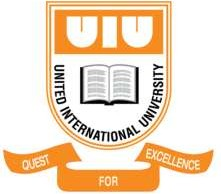 UIU
UNITED INTERNATIONAL UNIVERSITY
QUEST
FOR
EXCELLENCE